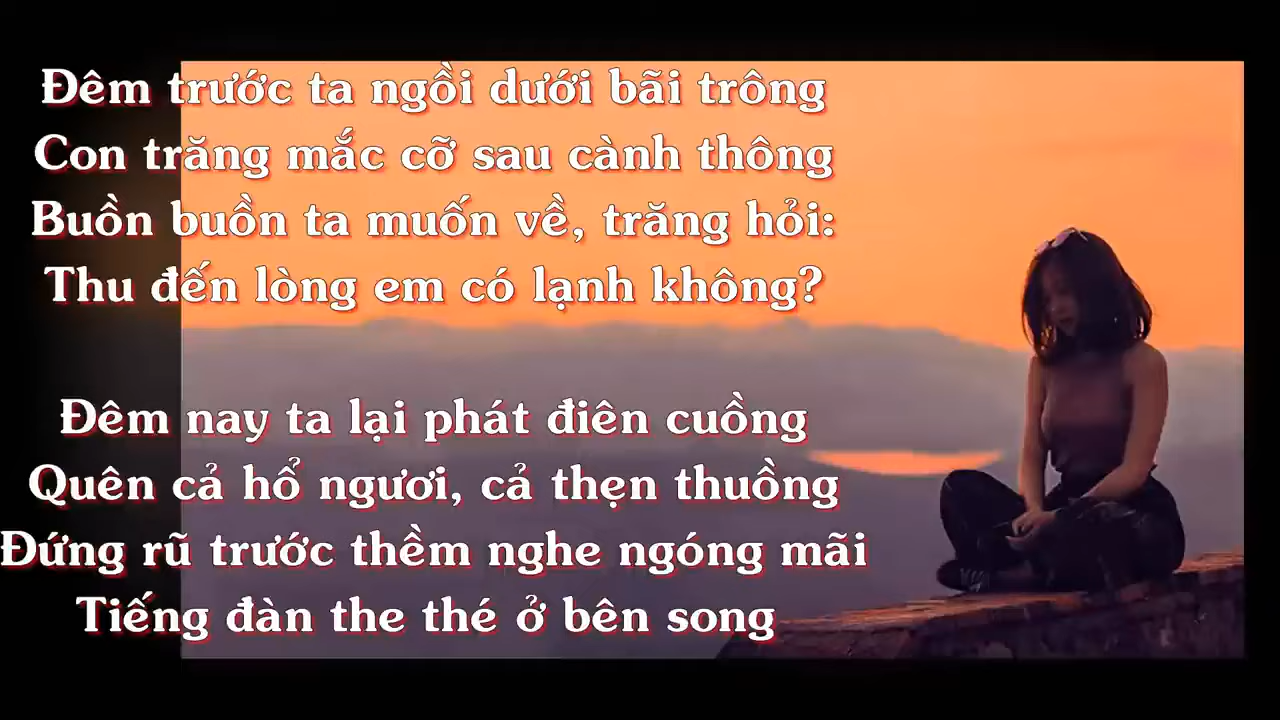 Đêm trước ta ngồi dưới bãi trông
Con trăng mắc cỡ sau cành thông
Buồn buồn ta muốn về, trăng hỏi:
Thu đến lòng em có lạnh không?
Đêm nay ta lại phát điên cuồng
Quên cả hổ ngươi, cả thẹn thuồng
Đứng rũ trước thềm nghe ngóng mãi
Tiếng đàn the thé ở bên song